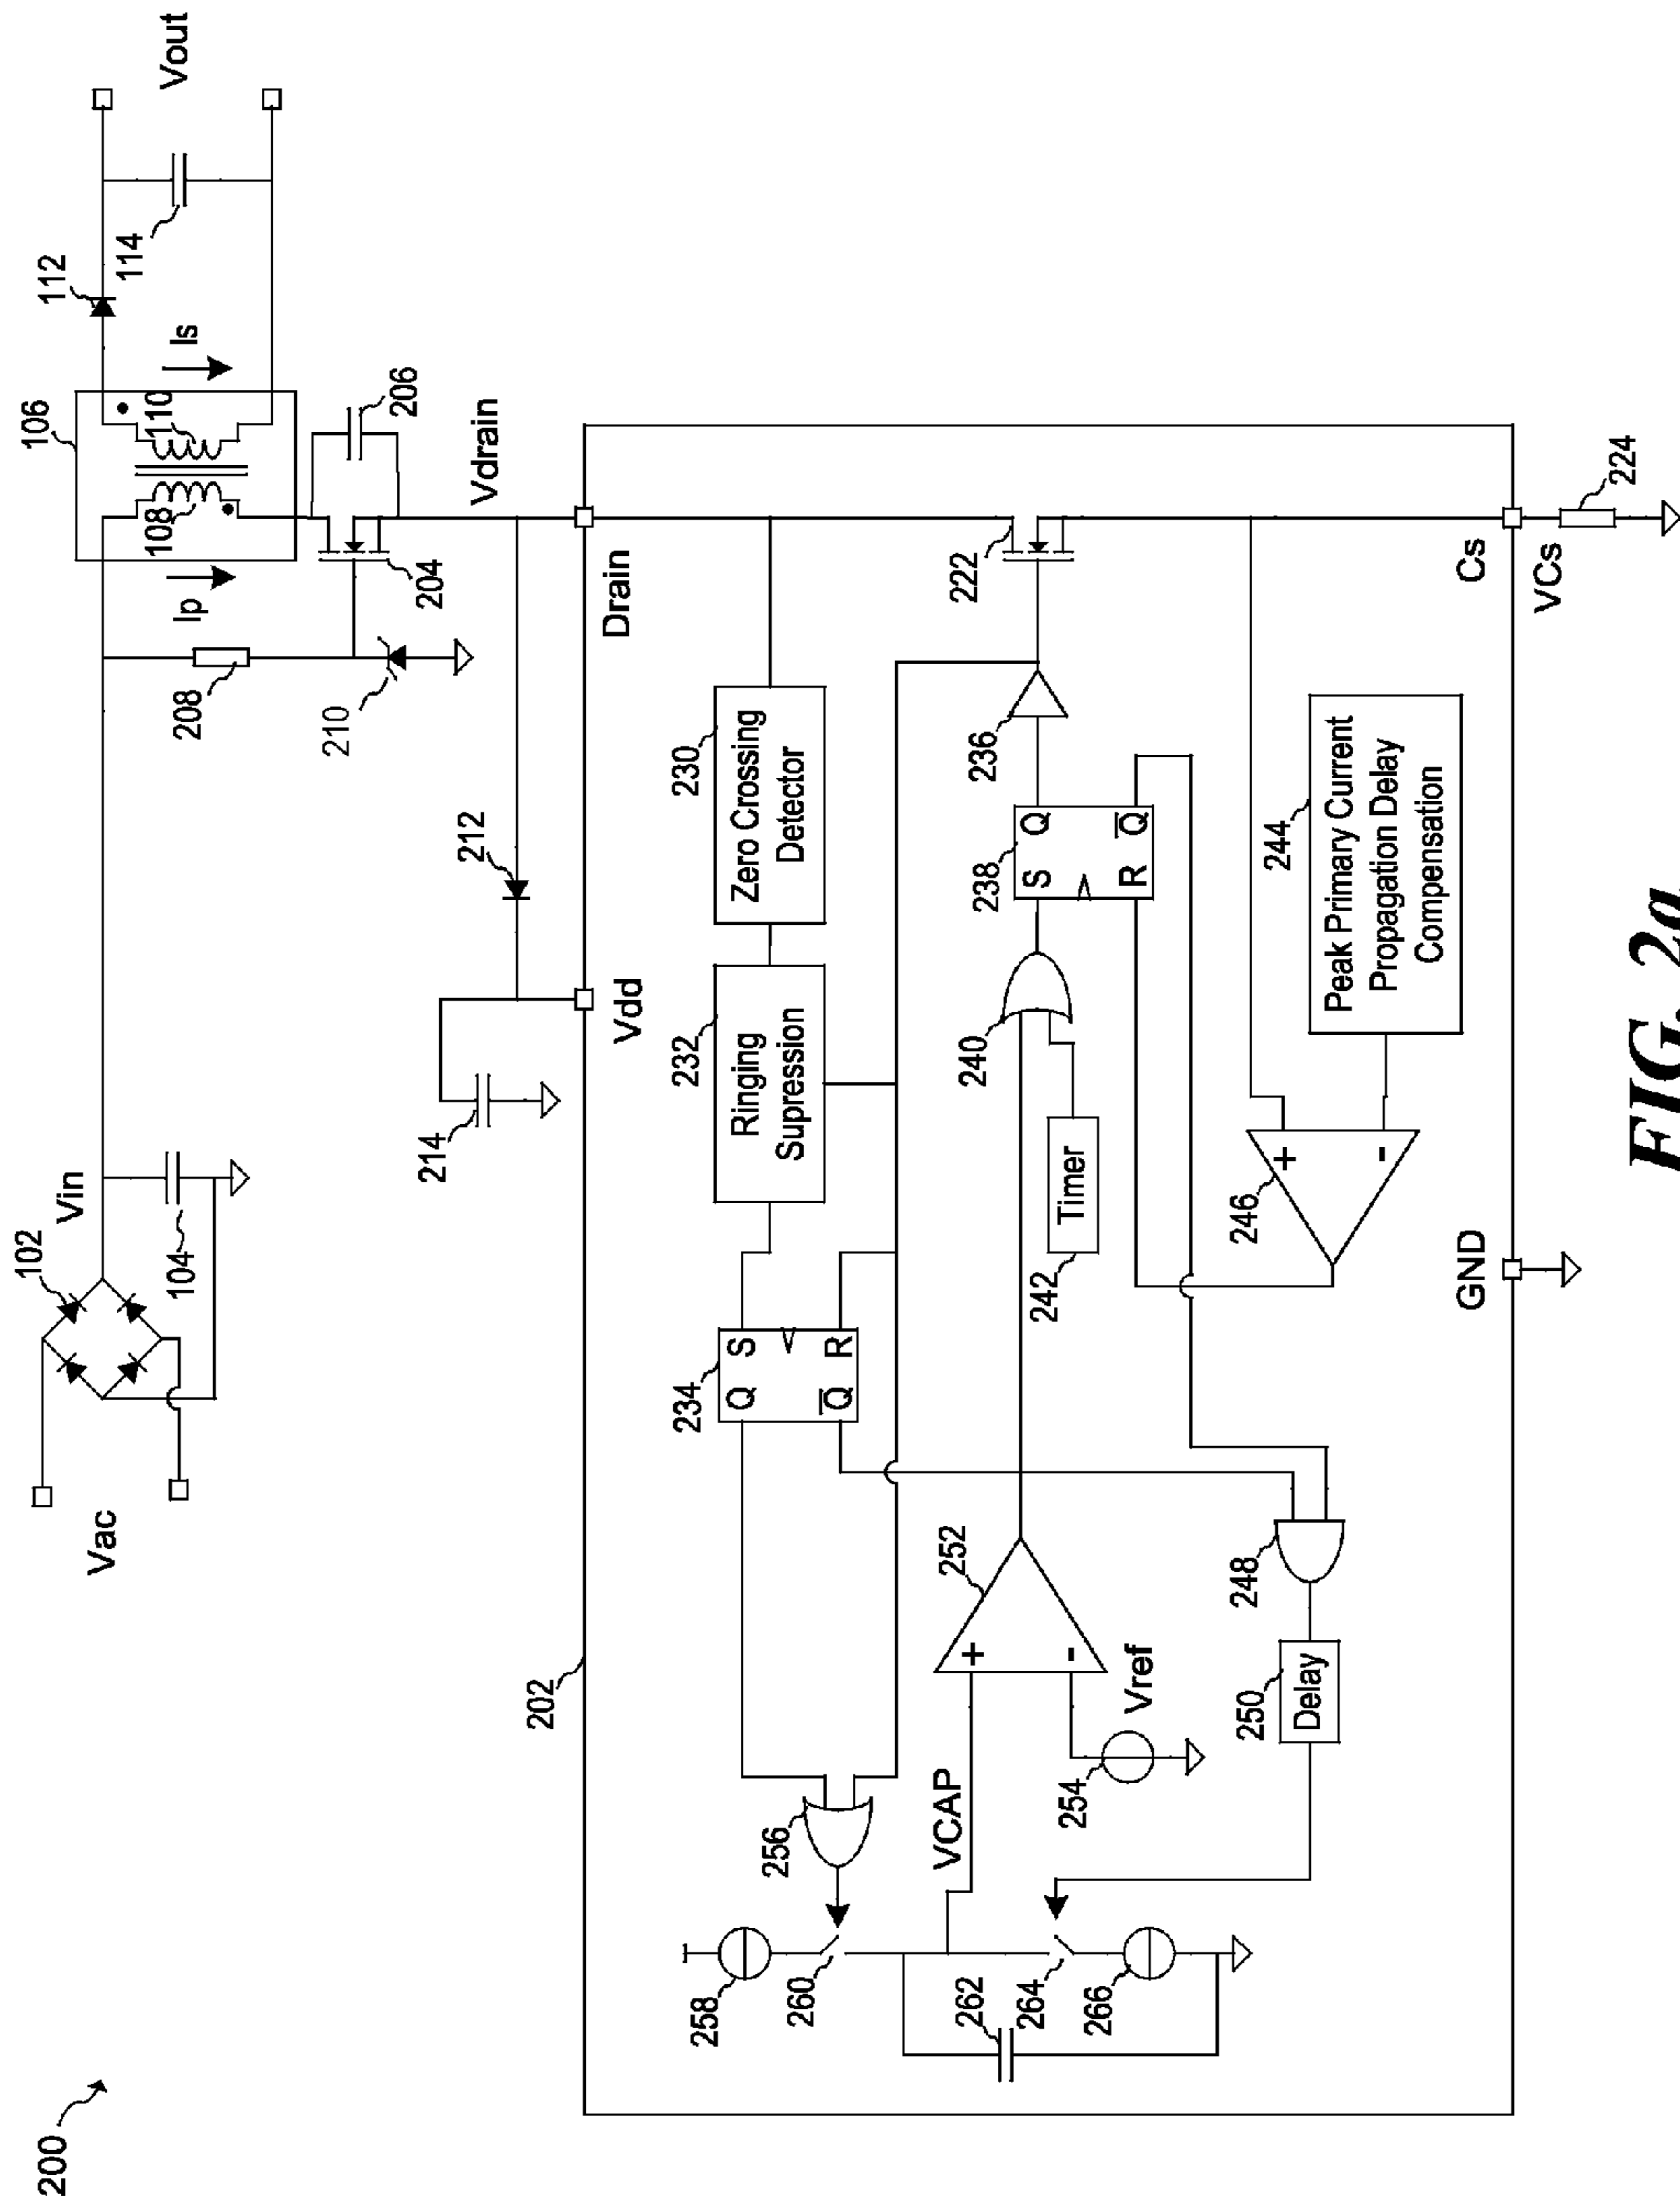 200
Vac
102
Vin
104
106
108
110
Ip
Is
112
114
Vout
208
210
204
206
212
214
Vdrain
Vdd
Drain
202
230
Zero Crossing
Detector
232
Ringing
Supression
234
Q
S
Q
R
222
236
238
S
Q
R
Q
240
242
Timer
244
Peak Primary Current
Propagation Delay
Compensation
246
+
-
248
250
Delay
252
+
-
254
Vref
VCAP
256
258
260
262
264
266
GND
Cs
VCs
224
FIG. 2a